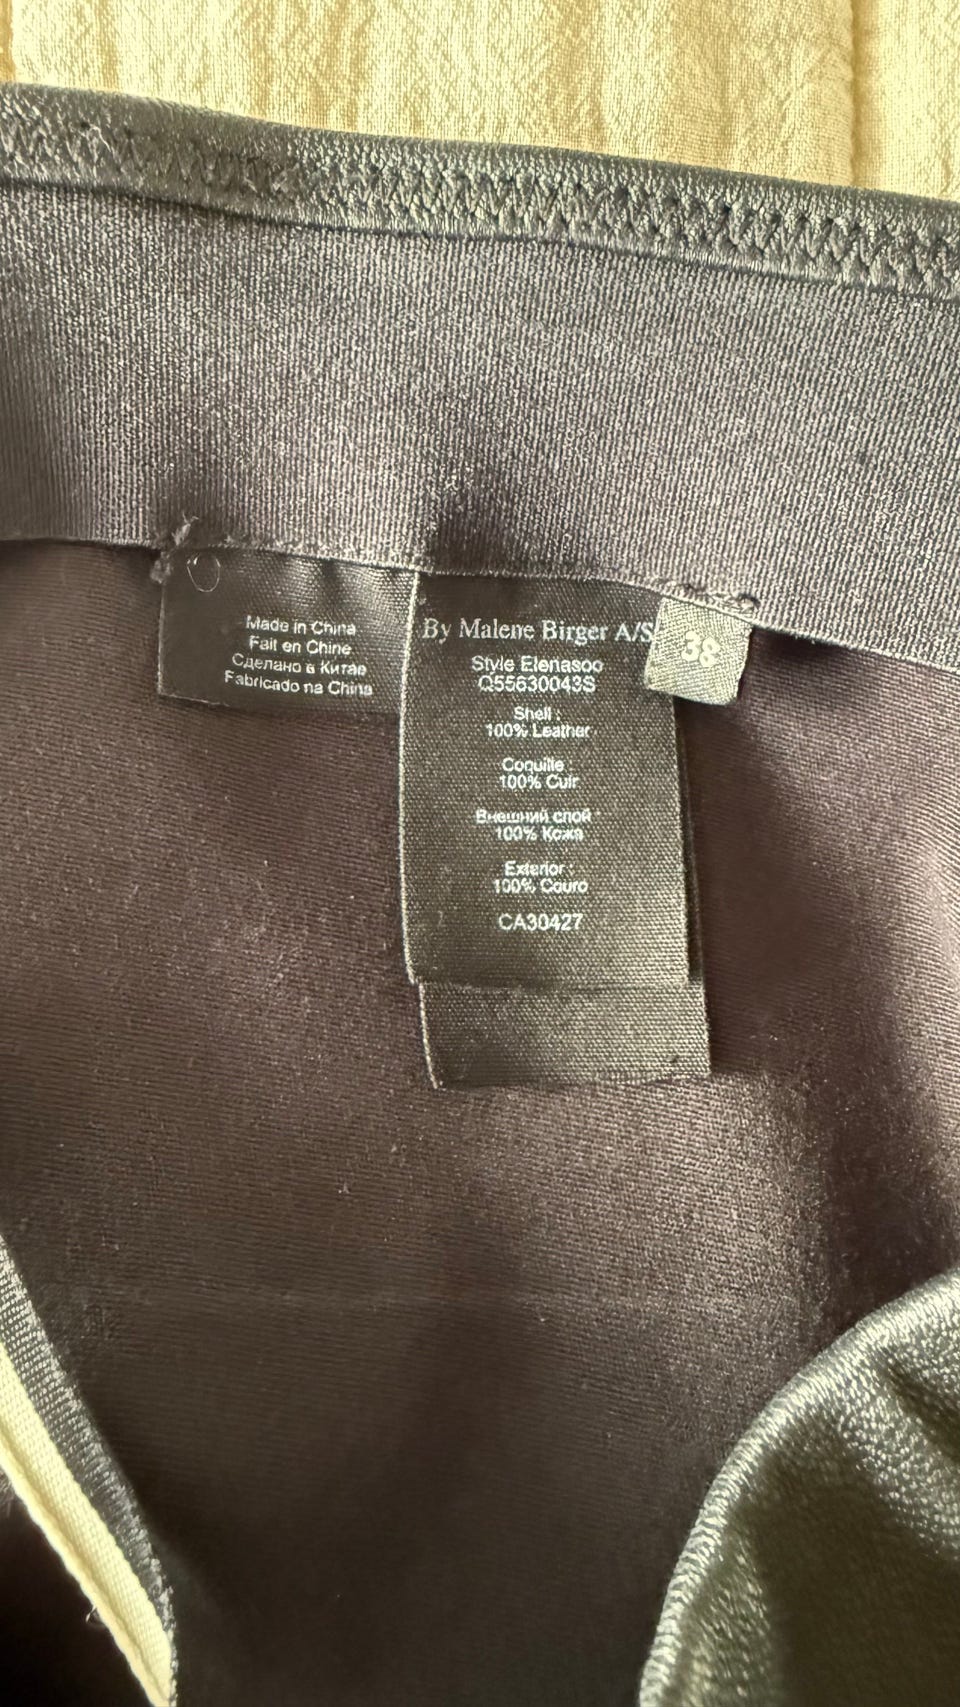 Made in China
Fait en Chine
Сделано в Китае
Fabricado na China
By Malene Birger A/S
38
Style Elenasoo
Q55630043S
Shell :
100% Leather
Coquille :
100% Cuir
Внешний слой
100% Кожа
Exterior :
100% Couro
CA30427